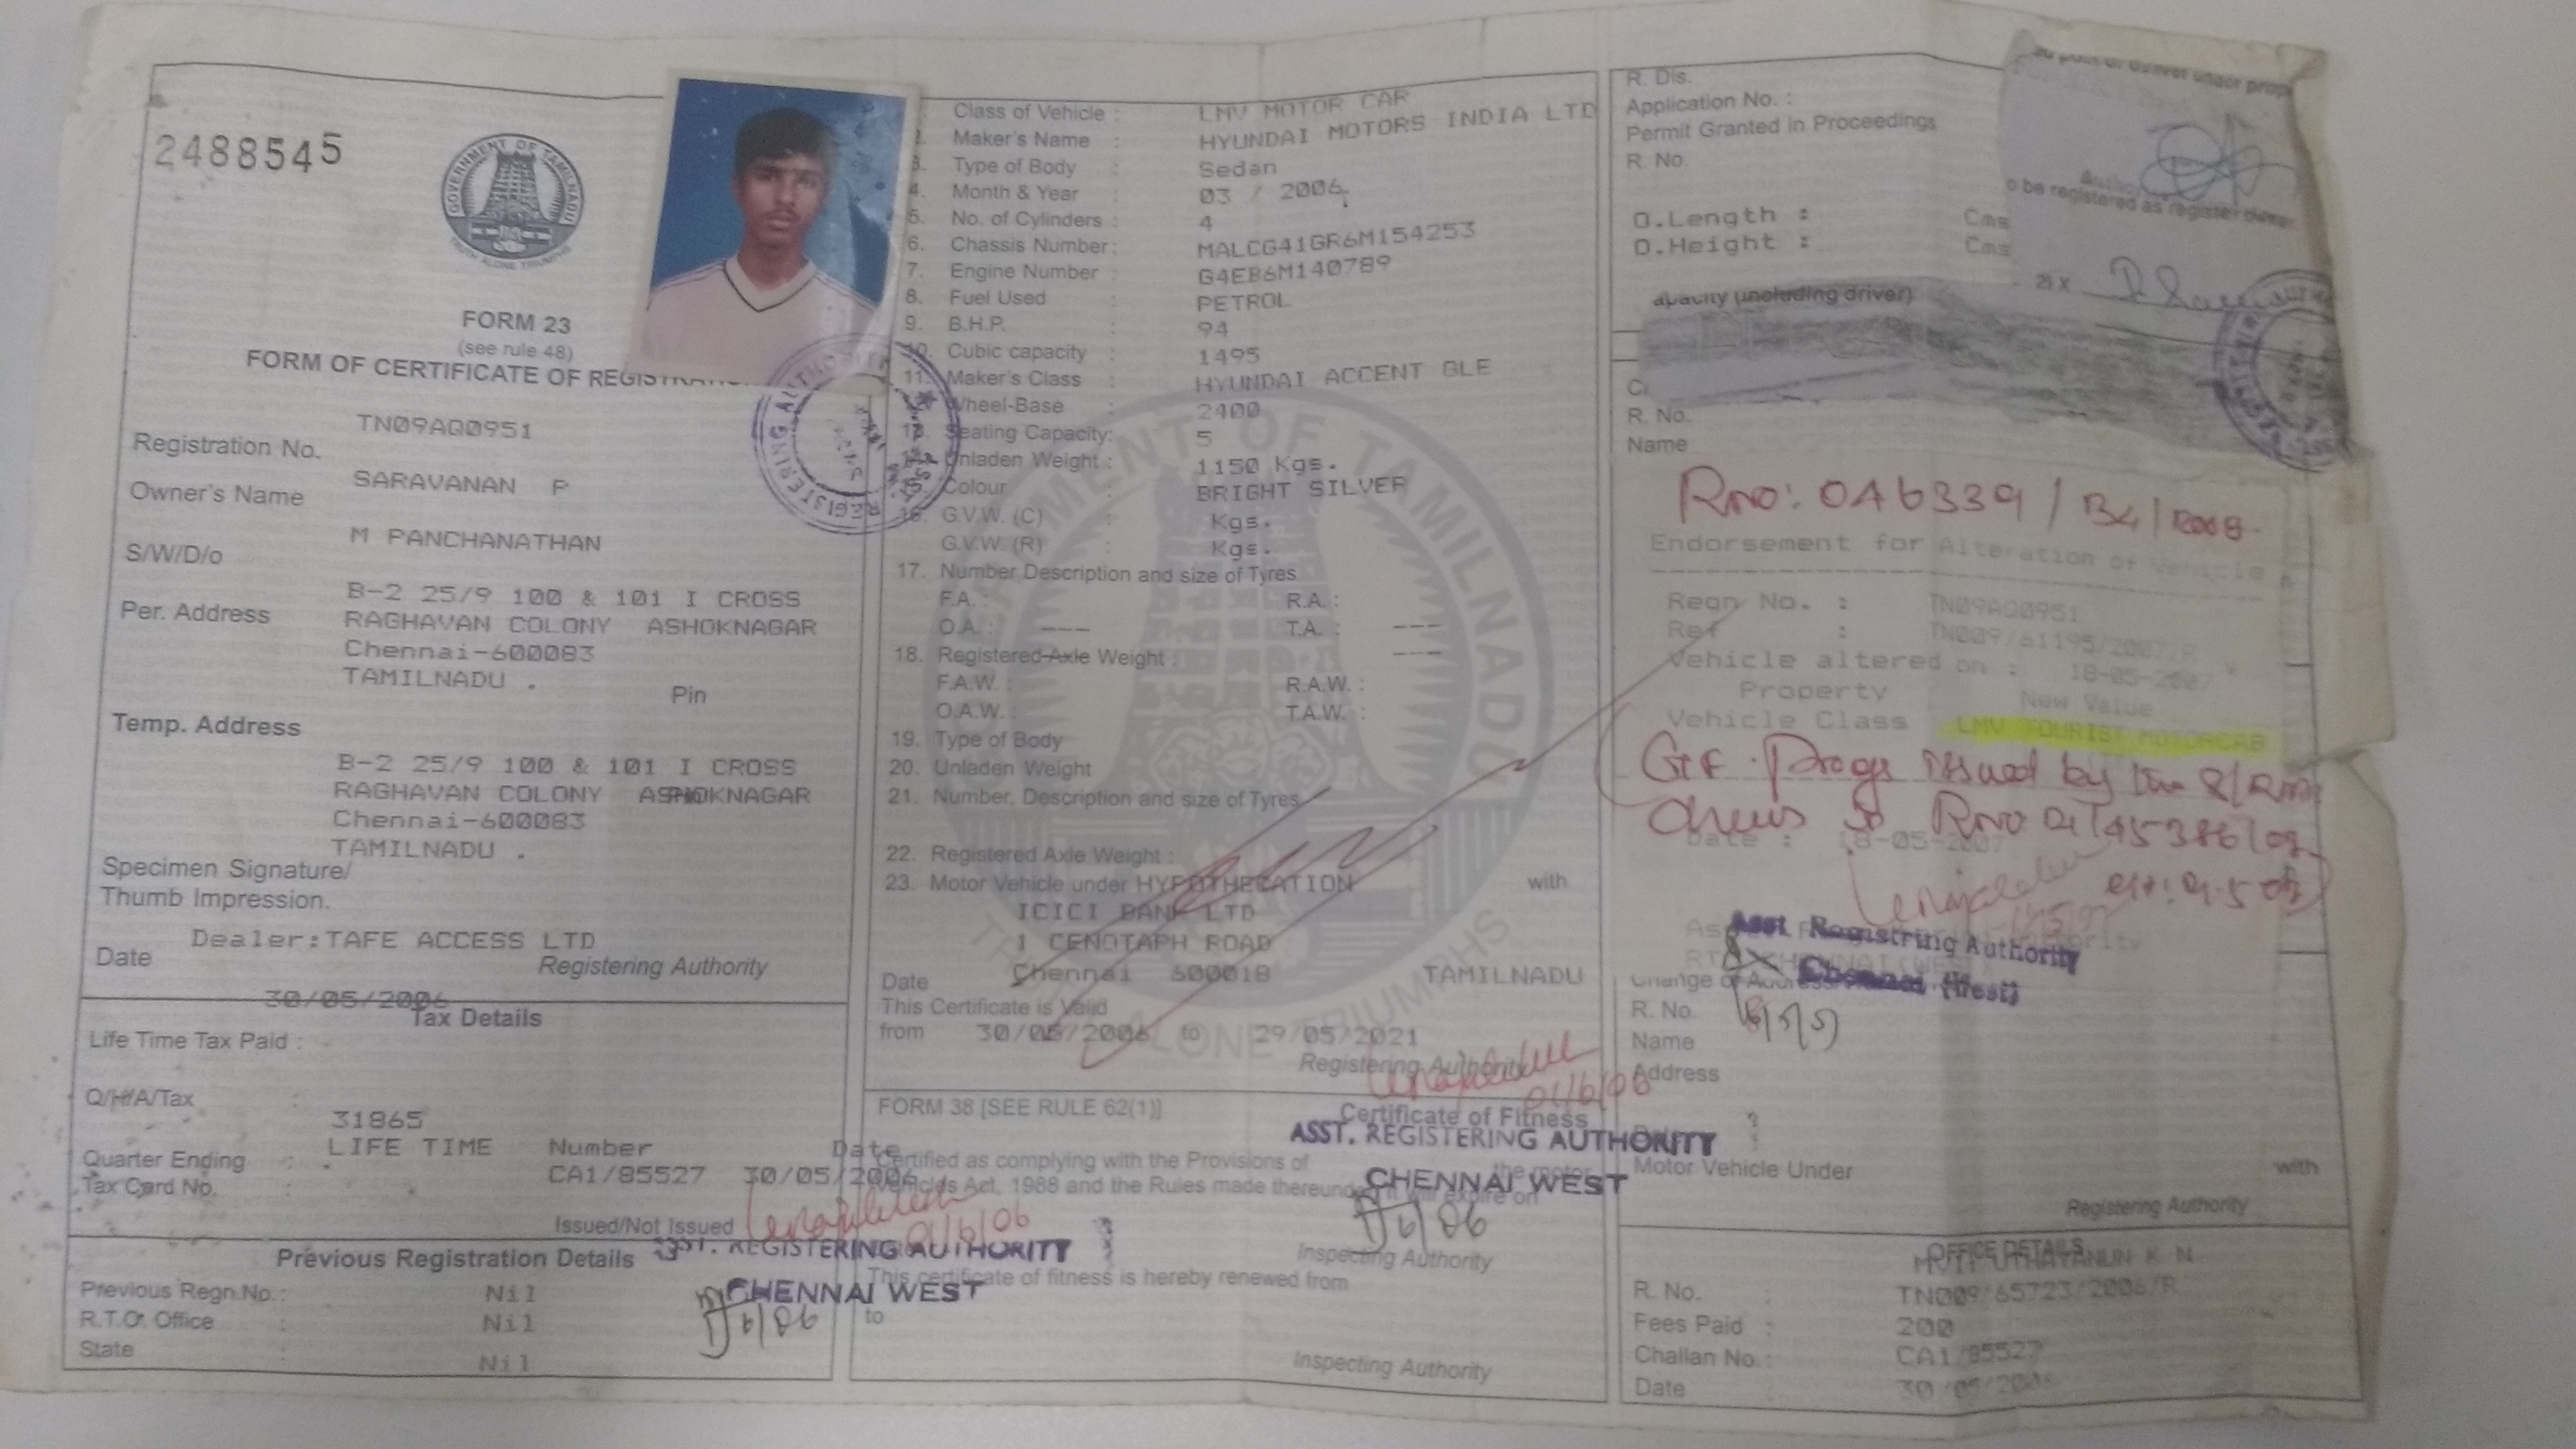 2488545
GOVERNMENT OF TAMILNADU
TRUTH ALONE TRIUMPHS
FORM 23
(see rule 48)
FORM OF CERTIFICATE OF
TN09AQ0951
Registration No.
SARAVANAN P
Owner's Name
M PANCHANATHAN
S/W/D/o
B-2 25/9 100 & 101 I CROSS
Per. Address
RAGHAVAN COLONY ASHOKNAGAR
Chennai-600083
TAMILNADU .
Pin
Temp. Address
B-2 25/9 100 & 101 I CROSS
RAGHAVAN COLONY
Chennai-600083
TAMILNADU .
Specimen Signature/
Thumb Impression.
Dealer:TAFE ACCESS LTD
Date Registering Authority
30/05/2006
Tax Details
Life Time Tax Paid :
Q/H/A/Tax :
31865
LIFE TIME Number Date
Quarter Ending :
CA1/85527 30/05/2006
Tax Card No.
Issued/Not Issued
01/6/06
ASST. REGISTERING AUTHORITY
CHENNAI WEST
6/06
Previous Registration Details
Previous Regn.No.: Nil
R.T.O. Office : Nil
State : Nil
REGISTERING AUTHORITY
Class of Vehicle : LMV MOTOR CAR
2. Maker's Name : HYUNDAI MOTORS INDIA LTD
3. Type of Body : Sedan
4. Month & Year : 03 / 2006
5. No. of Cylinders : 4
6. Chassis Number: MALCG41GR6M154253
7. Engine Number : G4EB6M140789
8. Fuel Used : PETROL
9. B.H.P. : 94
10. Cubic capacity : 1495
11. Maker's Class : HYUNDAI ACCENT GLE
Wheel-Base : 2400
13. Seating Capacity: 5
Unladen Weight : 1150 Kgs.
Colour : BRIGHT SILVER
16. G.V.W. (C) : Kgs.
G.V.W. (R) : Kgs.
17. Number Description and size of Tyres
F.A. : R.A. :
O.A. : --- T.A. : ---
18. Registered Axle Weight : ---
F.A.W. : R.A.W. :
O.A.W. : T.A.W. :
19. Type of Body
20. Unladen Weight
21. Number, Description and size of Tyres
22. Registered Axle Weight :
23. Motor Vehicle under HYPOTHECATION with
ICICI BANK LTD
1 CENOTAPH ROAD
Date Chennai 600018 TAMILNADU
This Certificate is Valid
from 30/05/2006 to 29/05/2021
Registering Authority
01/6/06
FORM 38 [SEE RULE 62(1)] Certificate of Fitness
ASST. REGISTERING AUTHORITY
Certified as complying with the Provisions of the motor
CHENNAI WEST
Vehicles Act, 1988 and the Rules made thereunder it will expire on
6/06
Inspecting Authority
This certificate of fitness is hereby renewed from
to
Inspecting Authority
R. Dis.
Application No. :
Permit Granted in Proceedings
R. No.
o be registered as register
O.Length : Cms
O.Height : Cms
apacity (including driver)
R. No.
Name
RNo: 046339/B4/2008
Endorsement for Alteration of Vehicle
Regn No. : TN09AQ0951
Ref : TN009/61195/2007/R
Vehicle altered on : 18-05-2007
Property New Value
Vehicle Class LMV TOURIST MOTORCAB
issued by the
RNo
Date : 18-05-2007
Asst Registring Authority
Chennai (West)
Change of
R. No.
Name
Address
Motor Vehicle Under with
Registering Authority
OFFICE DETAILS
R. No. : TN009/65723/2006/R
Fees Paid : 200
Challan No.: CA1/85527
Date : 30/05/2006